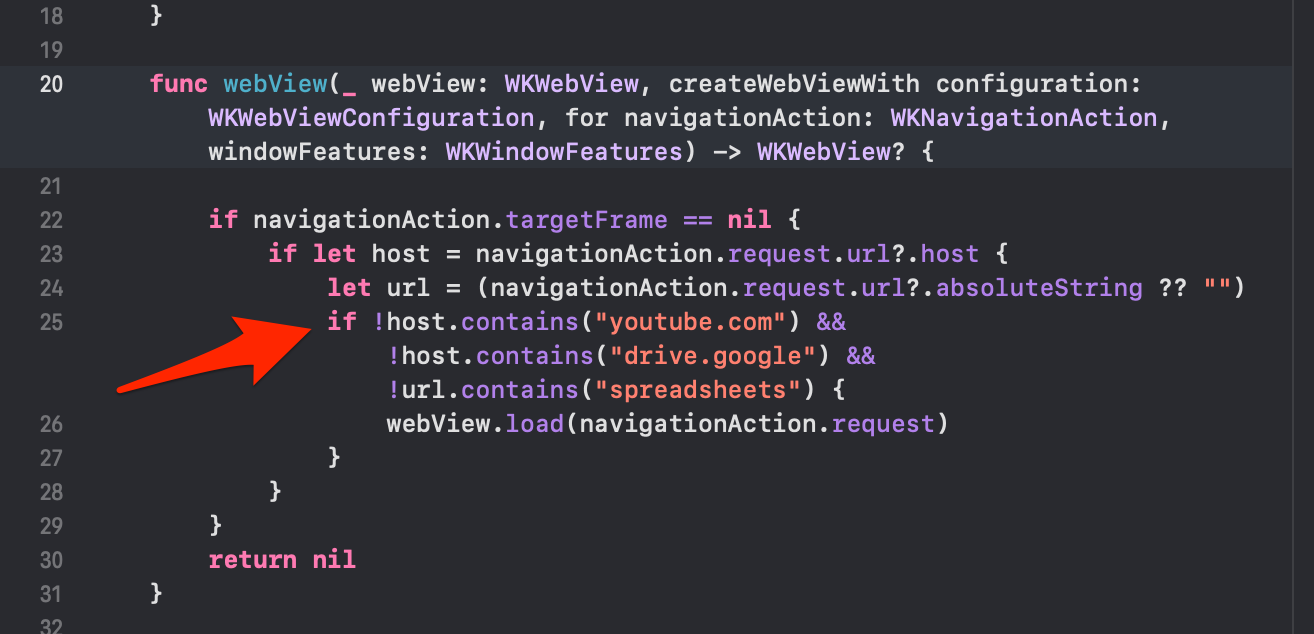 18 }
19
20 func webView(_ webView: WKWebView, createWebViewWith configuration:
WKWebViewConfiguration, for navigationAction: WKNavigationAction,
windowFeatures: WKWindowFeatures) -> WKWebView? {
21
22 if navigationAction.targetFrame == nil {
23 if let host = navigationAction.request.url?.host {
24 let url = (navigationAction.request.url?.absoluteString ?? "")
25 if !host.contains("youtube.com") &&
!host.contains("drive.google") &&
!url.contains("spreadsheets") {
26 webView.load(navigationAction.request)
27 }
28 }
29 }
30 return nil
31 }
32